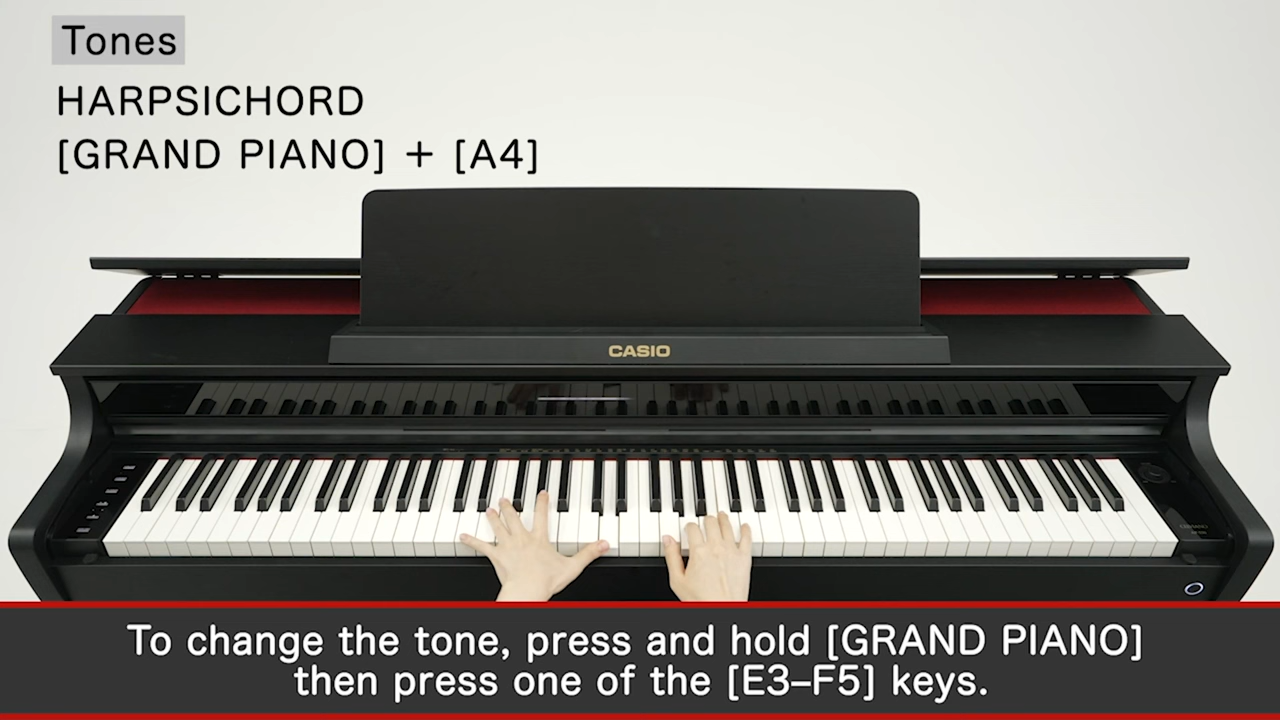 Tones
HARPSICHORD
[GRAND PIANO] + [A4]
CASIO
To change the tone, press and hold [GRAND PIANO]
then press one of the [E3–F5] keys.